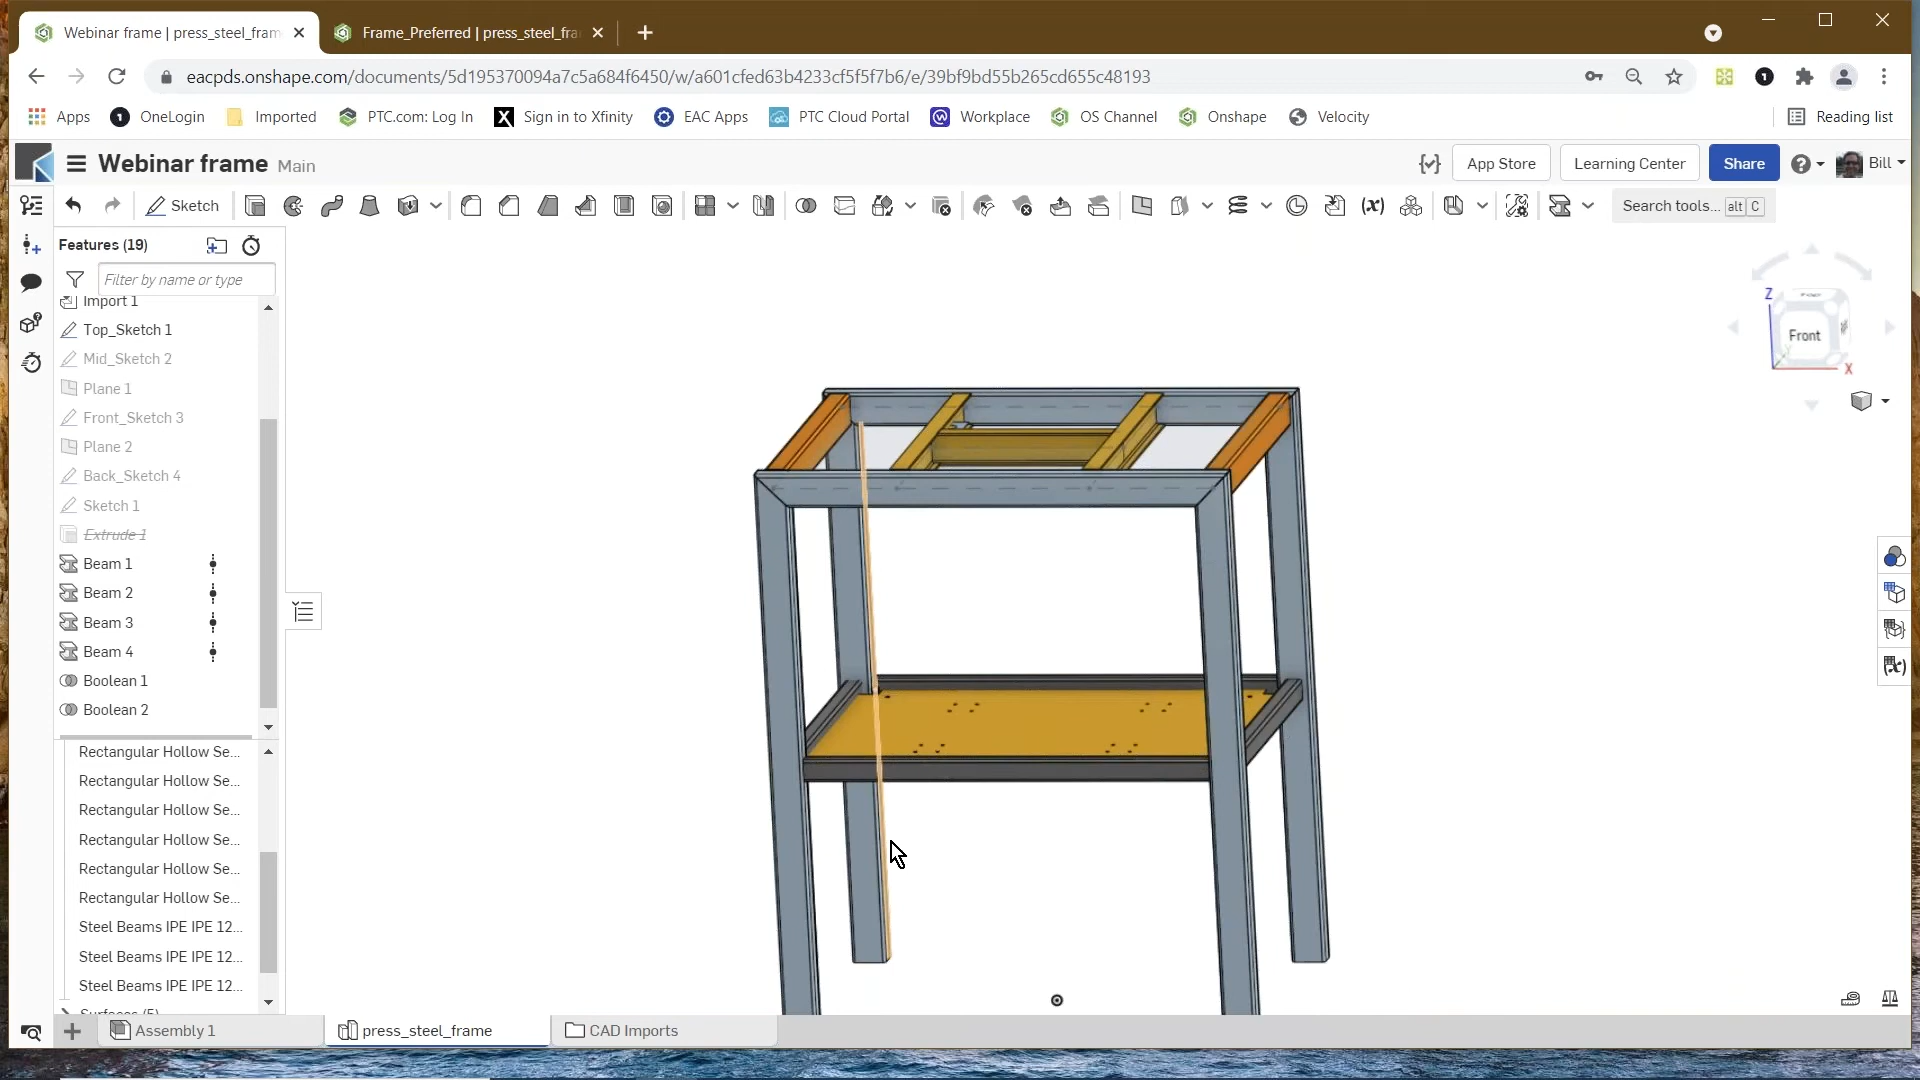 Webinar frame | press_steel_fram
Frame_Preferred | press_steel_fra
eacpds.onshape.com/documents/5d195370094a7c5a684f6450/w/a601cfed63b4233cf5f5f7b6/e/39bf9bd55b265cd655c48193
Apps
1
OneLogin
Imported
PTC.com: Log In
Sign in to Xfinity
EAC Apps
PTC Cloud Portal
Workplace
OS Channel
Onshape
Velocity
Reading list
Webinar frame Main
App Store
Learning Center
Share
Bill
Sketch
(x)
Search tools... alt C
Features (19)
Filter by name or type
Import 1
Top_Sketch 1
Mid_Sketch 2
Plane 1
Front_Sketch 3
Plane 2
Back_Sketch 4
Sketch 1
Extrude 1
Beam 1
Beam 2
Beam 3
Beam 4
Boolean 1
Boolean 2
Rectangular Hollow Se...
Rectangular Hollow Se...
Rectangular Hollow Se...
Rectangular Hollow Se...
Rectangular Hollow Se...
Rectangular Hollow Se...
Steel Beams IPE IPE 12...
Steel Beams IPE IPE 12...
Steel Beams IPE IPE 12...
Surfaces (5)
Z
Top
Front
X
Assembly 1
press_steel_frame
CAD Imports